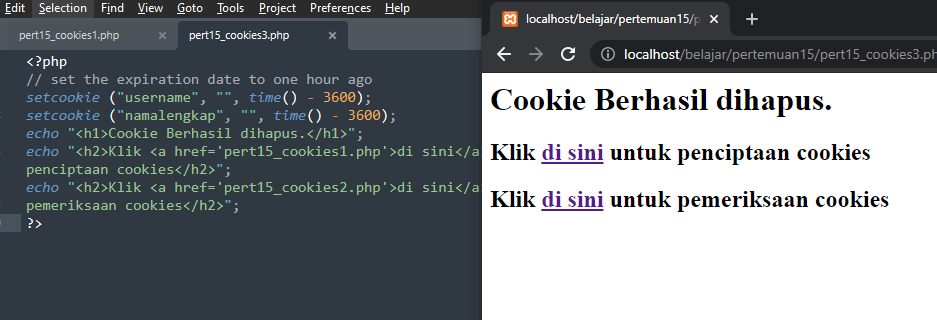 Edit Selection Find View Goto Tools Project Preferences Help
pert15_cookies1.php × pert15_cookies3.php ×
<?php
// set the expiration date to one hour ago
setcookie ("username", "", time() - 3600);
setcookie ("namalengkap", "", time() - 3600);
echo "<h1>Cookie Berhasil dihapus.</h1>";
echo "<h2>Klik <a href='pert15_cookies1.php'>di sini</a
penciptaan cookies</h2>";
echo "<h2>Klik <a href='pert15_cookies2.php'>di sini</a
pemeriksaan cookies</h2>";
?>
localhost/belajar/pertemuan15/p
localhost/belajar/pertemuan15/pert15_cookies3.ph
Cookie Berhasil dihapus.
Klik di sini untuk penciptaan cookies
Klik di sini untuk pemeriksaan cookies